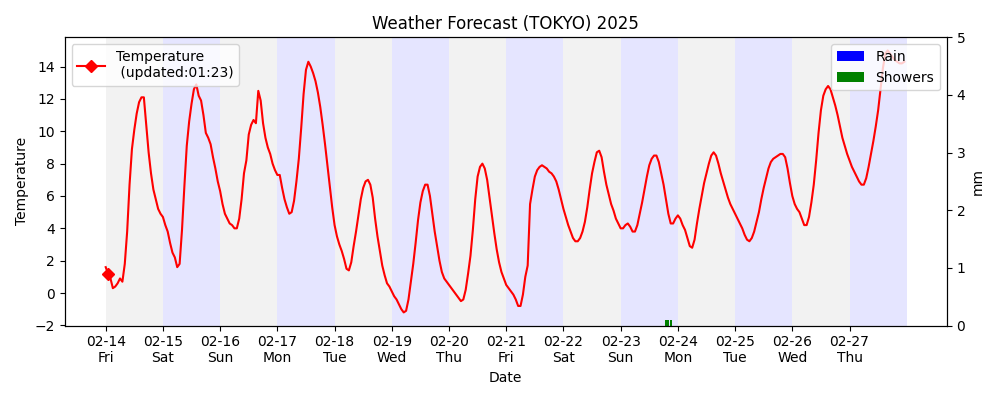 Weather Forecast (TOKYO) 2025
Temperature
(updated:01:23)
Rain
Showers
Temperature
14
12
10
8
6
4
2
0
−2
5
4
3
2
1
0
mm
02-14 02-15 02-16 02-17 02-18 02-19 02-20 02-21 02-22 02-23 02-24 02-25 02-26 02-27
Fri Sat Sun Mon Tue Wed Thu Fri Sat Sun Mon Tue Wed Thu
Date